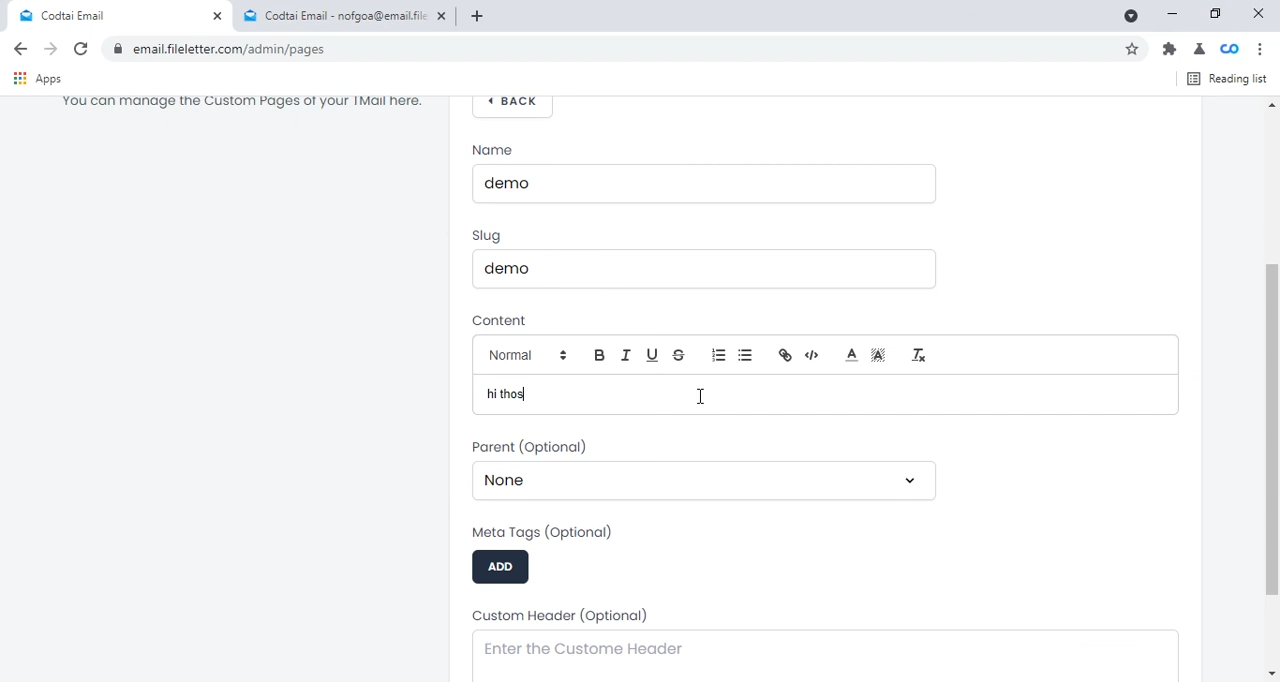 Codtai Email
Codtai Email - nofgoa@email.file
email.fileletter.com/admin/pages
Apps
Reading list
You can manage the Custom Pages of your TMail here.
BACK
Name
demo
Slug
demo
Content
Normal
hi thos
Parent (Optional)
None
Meta Tags (Optional)
ADD
Custom Header (Optional)
Enter the Custome Header